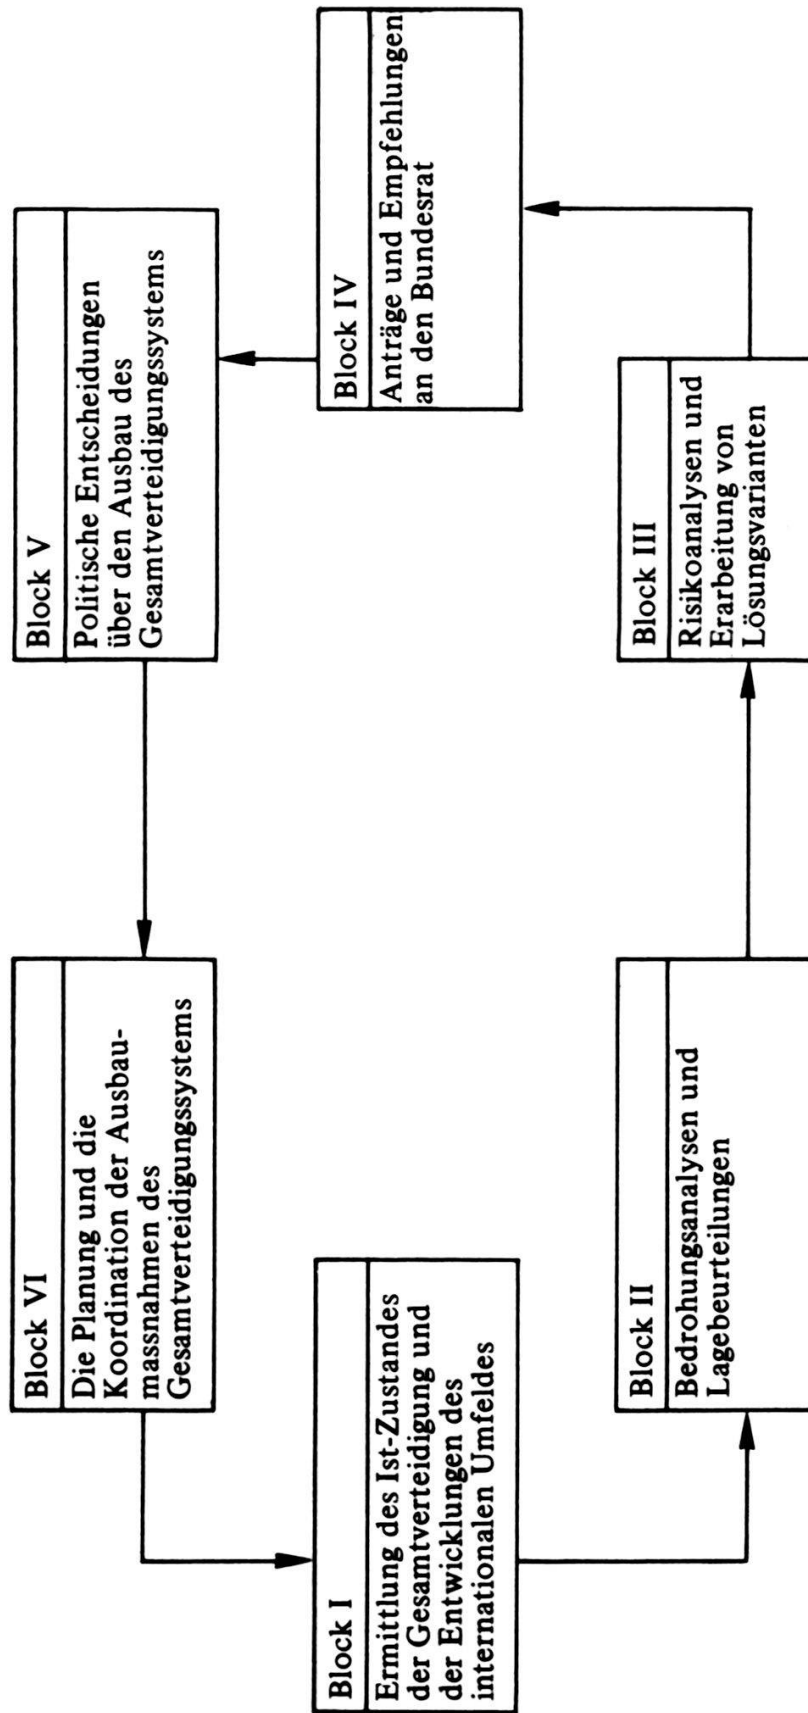 Block VI
Die Planung und die
Koordination der Ausbau-
massnahmen des
Gesamtverteidigungssystems
Block V
Politische Entscheidungen
über den Ausbau des
Gesamtverteidigungssystems
Block I
Ermittlung des Ist-Zustandes
der Gesamtverteidigung und
der Entwicklungen des
internationalen Umfeldes
Block IV
Anträge und Empfehlungen
an den Bundesrat
Block II
Bedrohungsanalysen und
Lagebeurteilungen
Block III
Risikoanalysen und
Erarbeitung von
Lösungsvarianten